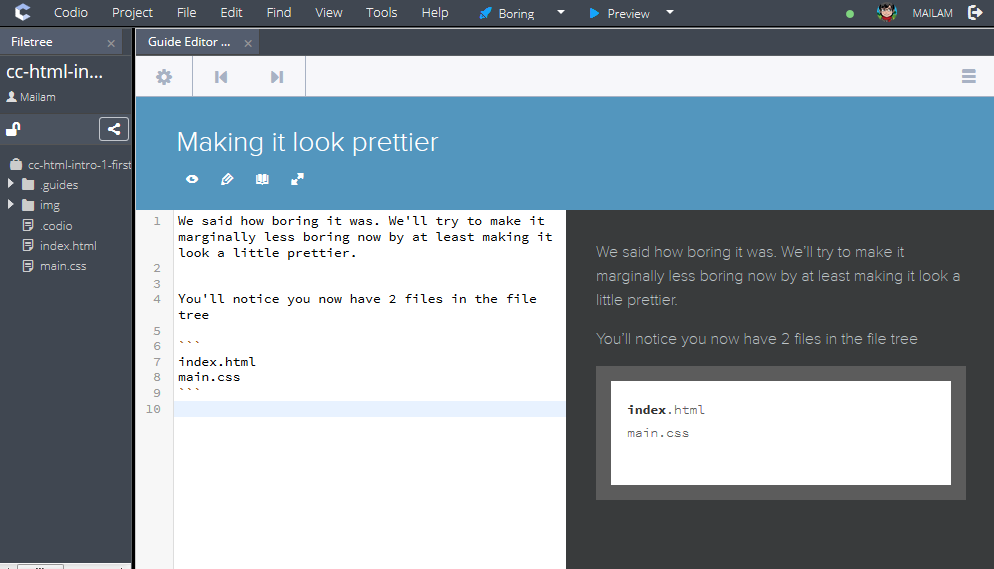 Codio Project File Edit Find View Tools Help Boring Preview MAILAM
Filetree × Guide Editor ... ×
cc-html-in...
Mailam
cc-html-intro-1-first
.guides
img
.codio
index.html
main.css
Making it look prettier
1 We said how boring it was. We'll try to make it
marginally less boring now by at least making it
look a little prettier.
2
3
4 You'll notice you now have 2 files in the file
tree
5
6 ```
7 index.html
8 main.css
9 ```
10
We said how boring it was. We’ll try to make it
marginally less boring now by at least making it look a
little prettier.
You’ll notice you now have 2 files in the file tree
index.html
main.css